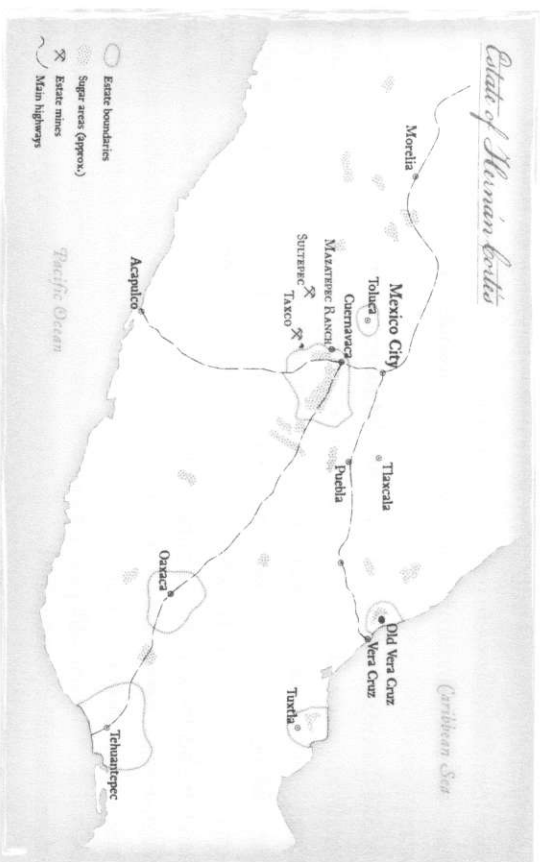 Estate of Hernán Cortés
Morelia
Mexico City
Toluca
Cuernavaca
MAZATEPEC RANCH
SULTEPEC
TAXCO
Acapulco
Tlaxcala
Puebla
Old Vera Cruz
Vera Cruz
Tuxtla
Oaxaca
Tehuantepec
Caribbean Sea
Pacific Ocean
Estate boundaries
Sugar areas (approx.)
Estate mines
Main highways